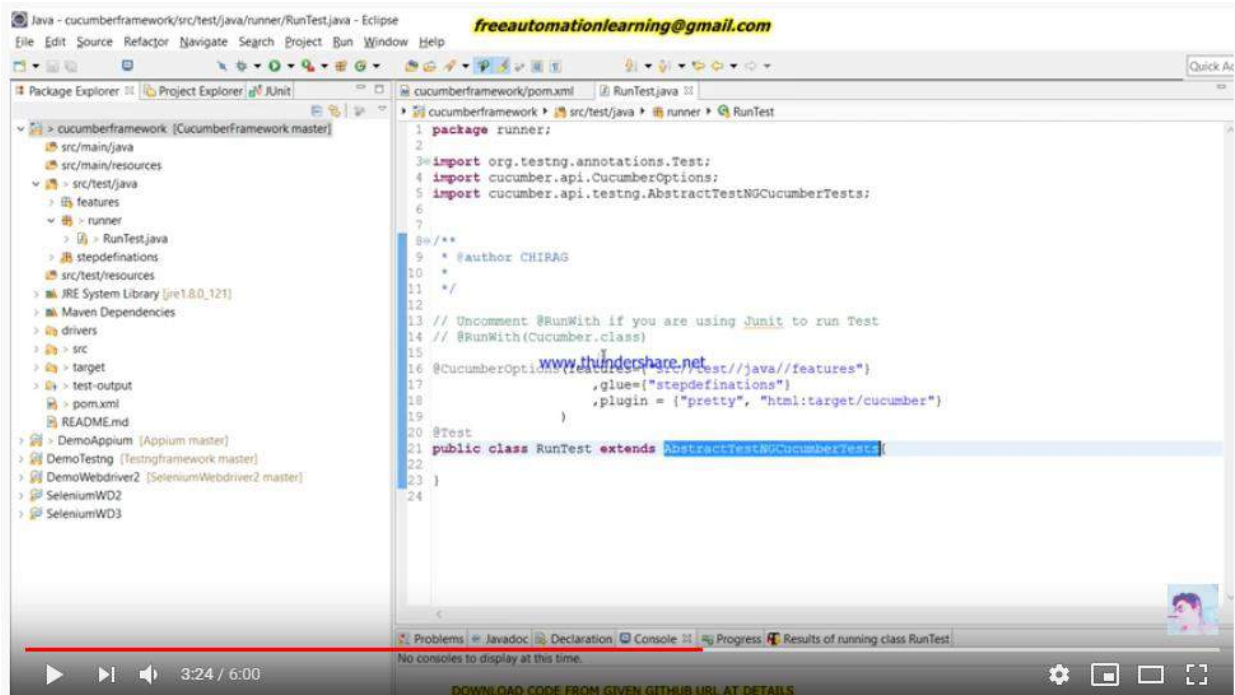 Java - cucumberframework/src/test/java/runner/RunTest.java - Eclipse
freeautomationlearning@gmail.com
File Edit Source Refactor Navigate Search Project Run Window Help
Quick Ac
Package Explorer Project Explorer JUnit
> cucumberframework [CucumberFramework master]
src/main/java
src/main/resources
> src/test/java
features
> runner
> RunTest.java
stepdefinations
src/test/resources
JRE System Library [jre1.8.0_121]
Maven Dependencies
drivers
> src
> target
> test-output
> pom.xml
README.md
> DemoAppium [Appium master]
DemoTestng [Testngframework master]
DemoWebdriver2 [SeleniumWebdriver2 master]
SeleniumWD2
SeleniumWD3
cucumberframework/pom.xml RunTest.java
cucumberframework src/test/java runner RunTest
1 package runner;
2
3 import org.testng.annotations.Test;
4 import cucumber.api.CucumberOptions;
5 import cucumber.api.testng.AbstractTestNGCucumberTests;
6
7
8 /**
9 * @author CHIRAG
10 *
11 */
12
13 // Uncomment @RunWith if you are using Junit to run Test
14 // @RunWith(Cucumber.class)
15
www.thundershare.net
16 @CucumberOptions(features={"src//test//java//features"}
17 ,glue={"stepdefinations"}
18 ,plugin = {"pretty", "html:target/cucumber"}
19 )
20 @Test
21 public class RunTest extends AbstractTestNGCucumberTests{
22
23 }
24
Problems Javadoc Declaration Console Progress Results of running class RunTest
No consoles to display at this time.
3:24 / 6:00
DOWNLOAD CODE FROM GIVEN GITHUB URL AT DETAILS